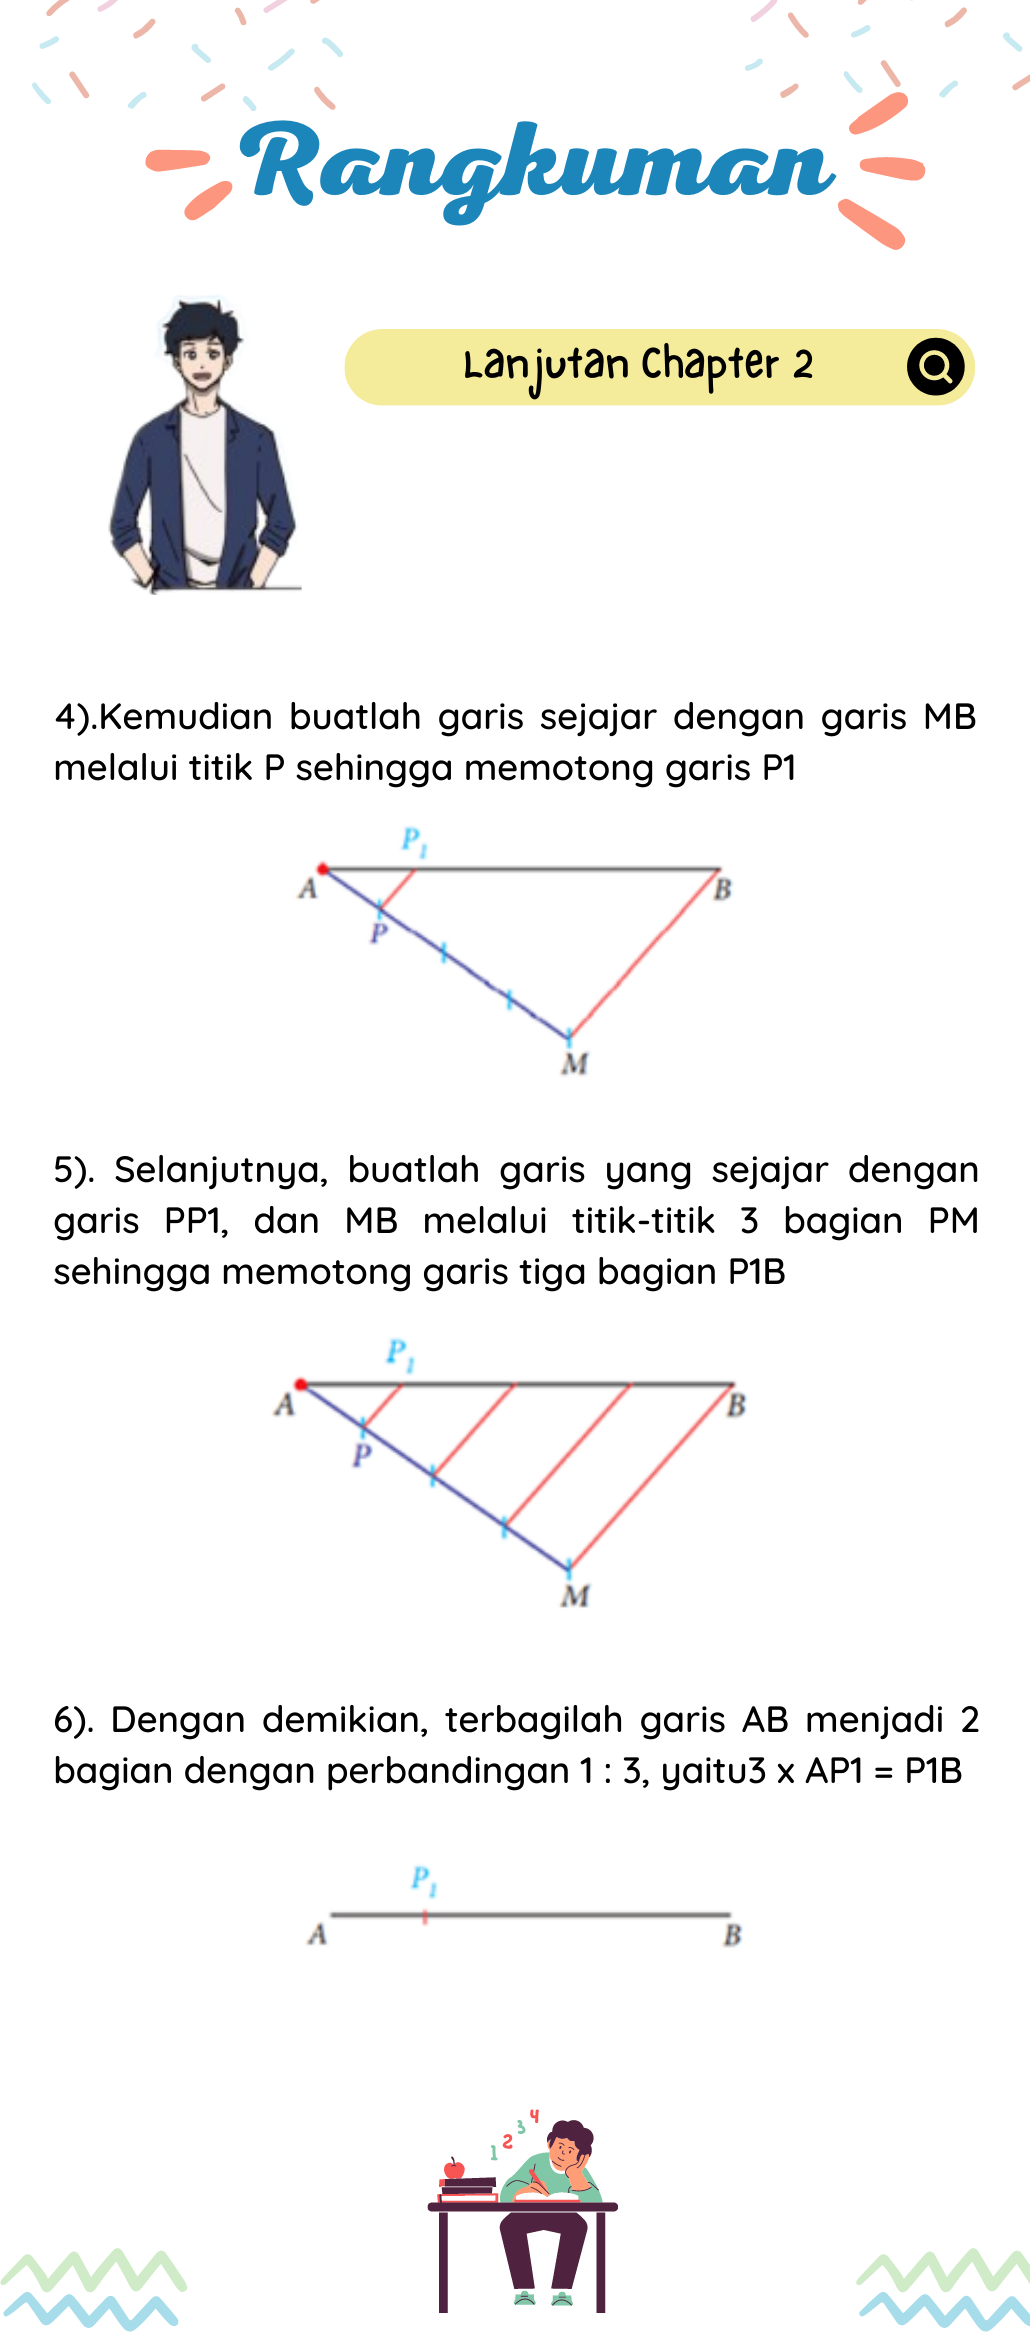 Rangkuman
Lanjutan Chapter 2
4).Kemudian buatlah garis sejajar dengan garis MB
melalui titik P sehingga memotong garis P1
P1
A
B
P
M
5). Selanjutnya, buatlah garis yang sejajar dengan
garis PP1, dan MB melalui titik-titik 3 bagian PM
sehingga memotong garis tiga bagian P1B
P1
A
B
P
M
6). Dengan demikian, terbagilah garis AB menjadi 2
bagian dengan perbandingan 1 : 3, yaitu3 x AP1 = P1B
P1
A
B
1 2 3 4